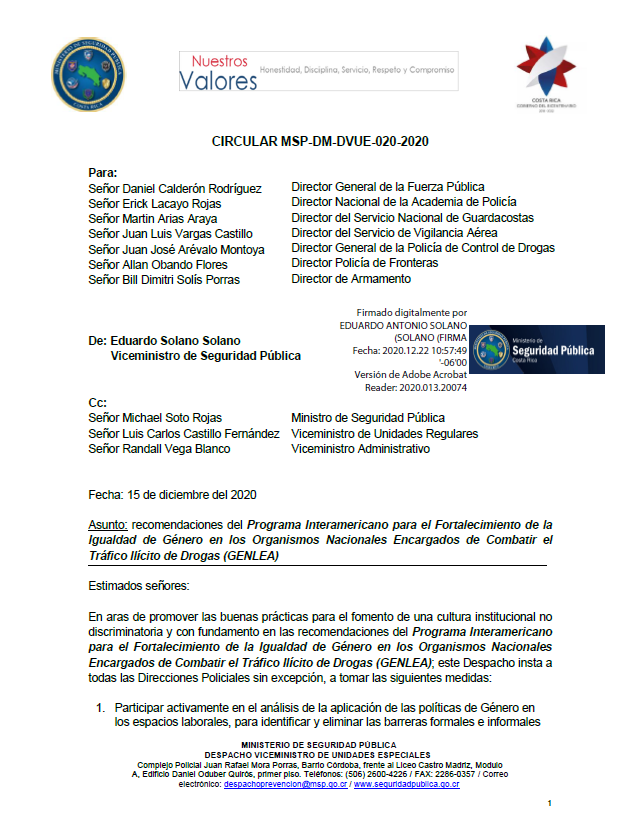 MINISTERIO DE SEGURIDAD PÚBLICA
COSTA RICA
Nuestros
Valores Honestidad, Disciplina, Servicio, Respeto y Compromiso
COSTA RICA
GOBIERNO DEL BICENTENARIO
CIRCULAR MSP-DM-DVUE-020-2020
Para:
Señor Daniel Calderón Rodríguez Director General de la Fuerza Pública
Señor Erick Lacayo Rojas Director Nacional de la Academia de Policía
Señor Martin Arias Araya Director del Servicio Nacional de Guardacostas
Señor Juan Luis Vargas Castillo Director del Servicio de Vigilancia Aérea
Señor Juan José Arévalo Montoya Director General de la Policía de Control de Drogas
Señor Allan Obando Flores Director Policía de Fronteras
Señor Bill Dimitri Solís Porras Director de Armamento
De: Eduardo Solano Solano
Viceministro de Seguridad Pública
Firmado digitalmente por
EDUARDO ANTONIO SOLANO
(SOLANO (FIRMA
Fecha: 2020.12.22 10:57:49
'-06'00
Versión de Adobe Acrobat
Reader: 2020.013.20074
Ministerio de
Seguridad Pública
Costa Rica
Cc:
Señor Michael Soto Rojas Ministro de Seguridad Pública
Señor Luis Carlos Castillo Fernández Viceministro de Unidades Regulares
Señor Randall Vega Blanco Viceministro Administrativo
Fecha: 15 de diciembre del 2020
Asunto: recomendaciones del Programa Interamericano para el Fortalecimiento de la
Igualdad de Género en los Organismos Nacionales Encargados de Combatir el
Tráfico Ilícito de Drogas (GENLEA)
Estimados señores:
En aras de promover las buenas prácticas para el fomento de una cultura institucional no
discriminatoria y con fundamento en las recomendaciones del Programa Interamericano
para el Fortalecimiento de la Igualdad de Género en los Organismos Nacionales
Encargados de Combatir el Tráfico Ilícito de Drogas (GENLEA); este Despacho insta a
todas las Direcciones Policiales sin excepción, a tomar las siguientes medidas:
1. Participar activamente en el análisis de la aplicación de las políticas de Género en
los espacios laborales, para identificar y eliminar las barreras formales e informales
MINISTERIO DE SEGURIDAD PÚBLICA
DESPACHO VICEMINISTRO DE UNIDADES ESPECIALES
Complejo Policial Juan Rafael Mora Porras, Barrio Córdoba, frente al Liceo Castro Madriz, Modulo
A, Edificio Daniel Oduber Quirós, primer piso. Teléfonos: (506) 2600-4226 / FAX: 2286-0357 / Correo
electrónico: despachoprevencion@msp.go.cr / www.seguridadpublica.go.cr
1